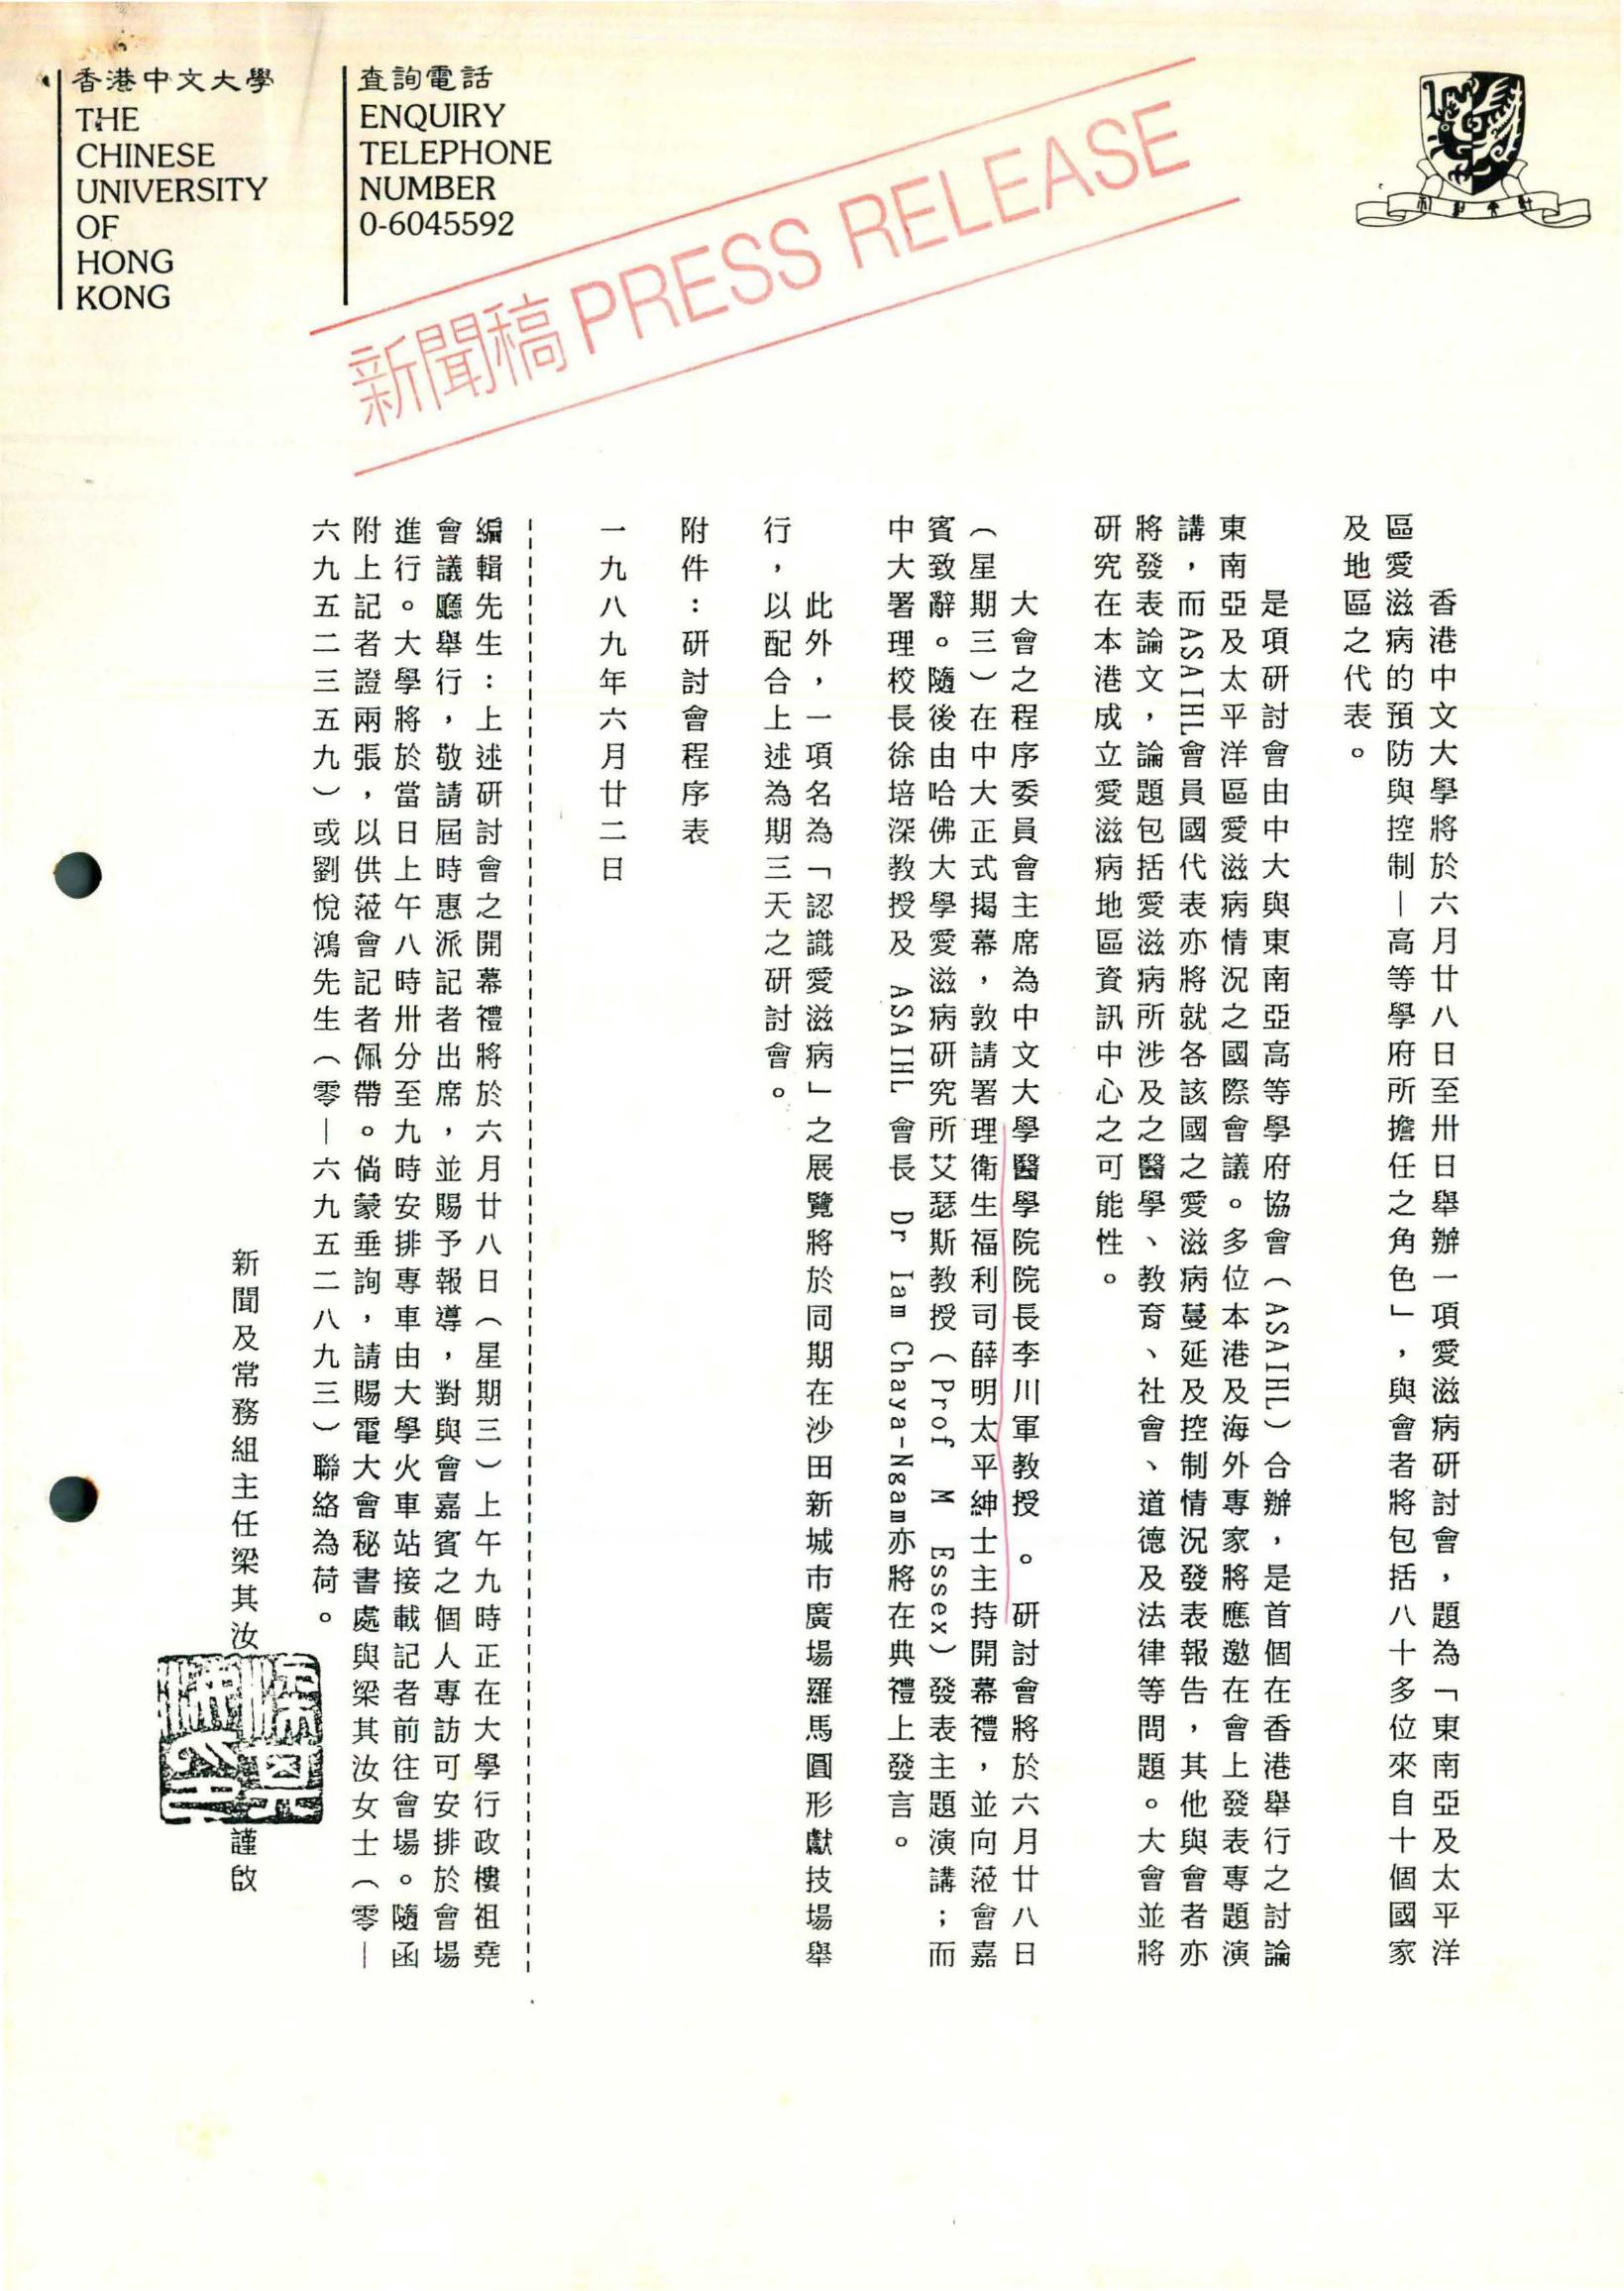 香港中文大學
THE
CHINESE
UNIVERSITY
OF
HONG
KONG
查詢電話
ENQUIRY
TELEPHONE
NUMBER
0-6045592
新聞稿 PRESS RELEASE
香港中文大學將於六月廿八日至卅日舉辦一項愛滋病研討會，題為「東南亞及太平洋
區愛滋病的預防與控制—高等學府所擔任之角色」，與會者將包括八十多位來自十個國家
及地區之代表。
是項研討會由中大與東南亞高等學府協會（ASAIHL）合辦，是首個在香港舉行之討論
東南亞及太平洋區愛滋病情況之國際會議。多位本港及海外專家將應邀在會上發表專題演
講，而ASAIHL會員國代表亦將就各該國之愛滋病蔓延及控制情況發表報告，其他與會者亦
將發表論文，論題包括愛滋病所涉及之醫學、教育、社會、道德及法律等問題。大會並將
研究在本港成立愛滋病地區資訊中心之可能性。
大會之程序委員會主席為中文大學醫學院院長李川軍教授。研討會將於六月廿八日
（星期三）在中大正式揭幕，敦請署理衛生福利司薛明太平紳士主持開幕禮，並向蒞會嘉
賓致辭。隨後由哈佛大學愛滋病研究所艾瑟斯教授（Prof M Essex）發表主題演講；而
中大署理校長徐培深教授及 ASAIHL 會長 Dr Iam Chaya-Ngam亦將在典禮上發言。
此外，一項名為「認識愛滋病」之展覽將於同期在沙田新城市廣場羅馬圓形獻技場舉
行，以配合上述為期三天之研討會。
附件：研討會程序表
一九八九年六月廿二日
編輯先生：上述研討會之開幕禮將於六月廿八日（星期三）上午九時正在大學行政樓祖堯
會議廳舉行，敬請屆時惠派記者出席，並賜予報導，對與會嘉賓之個人專訪可安排於會場
進行。大學將於當日上午八時卅分至九時安排專車由大學火車站接載記者前往會場。隨函
附上記者證兩張，以供蒞會記者佩帶。倘蒙垂詢，請賜電大會秘書處與梁其汝女士（零—
六九五二三五九）或劉悅鴻先生（零—六九五二八九三）聯絡為荷。
新聞及常務組主任梁其汝 謹啟